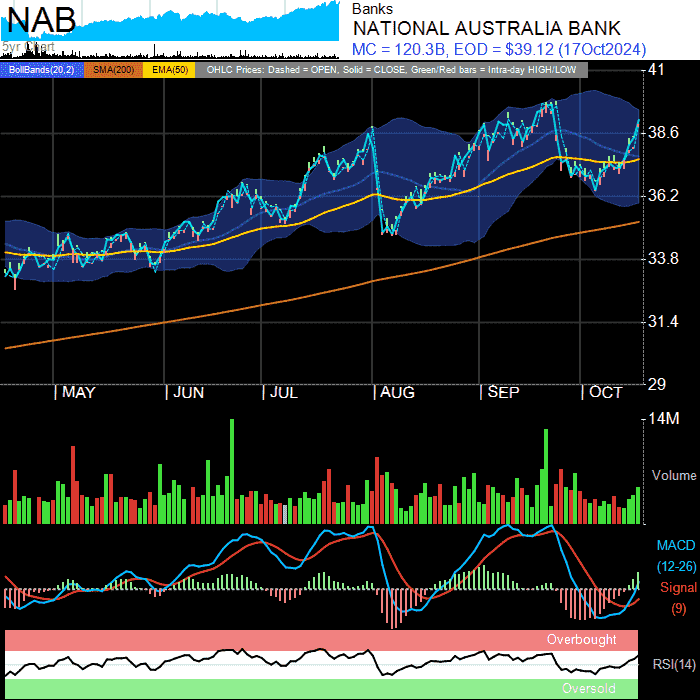 NAB
5yr Chart
Banks
NATIONAL AUSTRALIA BANK
MC = 120.3B, EOD = $39.12 (17Oct2024)
BollBands(20,2) SMA(200) EMA(50) OHLC Prices: Dashed = OPEN, Solid = CLOSE, Green/Red bars = Intra-day HIGH/LOW
41
38.6
36.2
33.8
31.4
29
MAY JUN JUL AUG SEP OCT
14M
Volume
MACD
(12-26)
Signal
(9)
Overbought
RSI(14)
Oversold